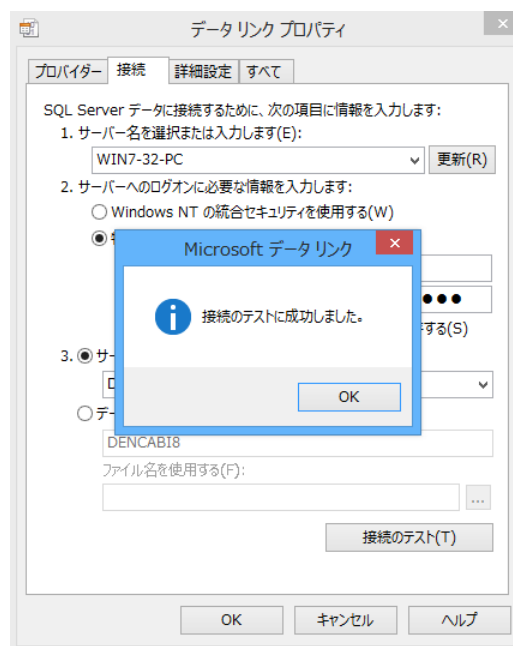 データ リンク プロパティ
プロバイダー 接続 詳細設定 すべて
SQL Server データに接続するために、次の項目に情報を入力します:
1. サーバー名を選択または入力します(E):
WIN7-32-PC 更新(R)
2. サーバーへのログオンに必要な情報を入力します:
Windows NT の統合セキュリティを使用する(W)
Microsoft データ リンク
接続のテストに成功しました。
する(S)
3. サー
OK
デー
DENCABI8
ファイル名を使用する(F):
...
接続のテスト(T)
OK キャンセル ヘルプ